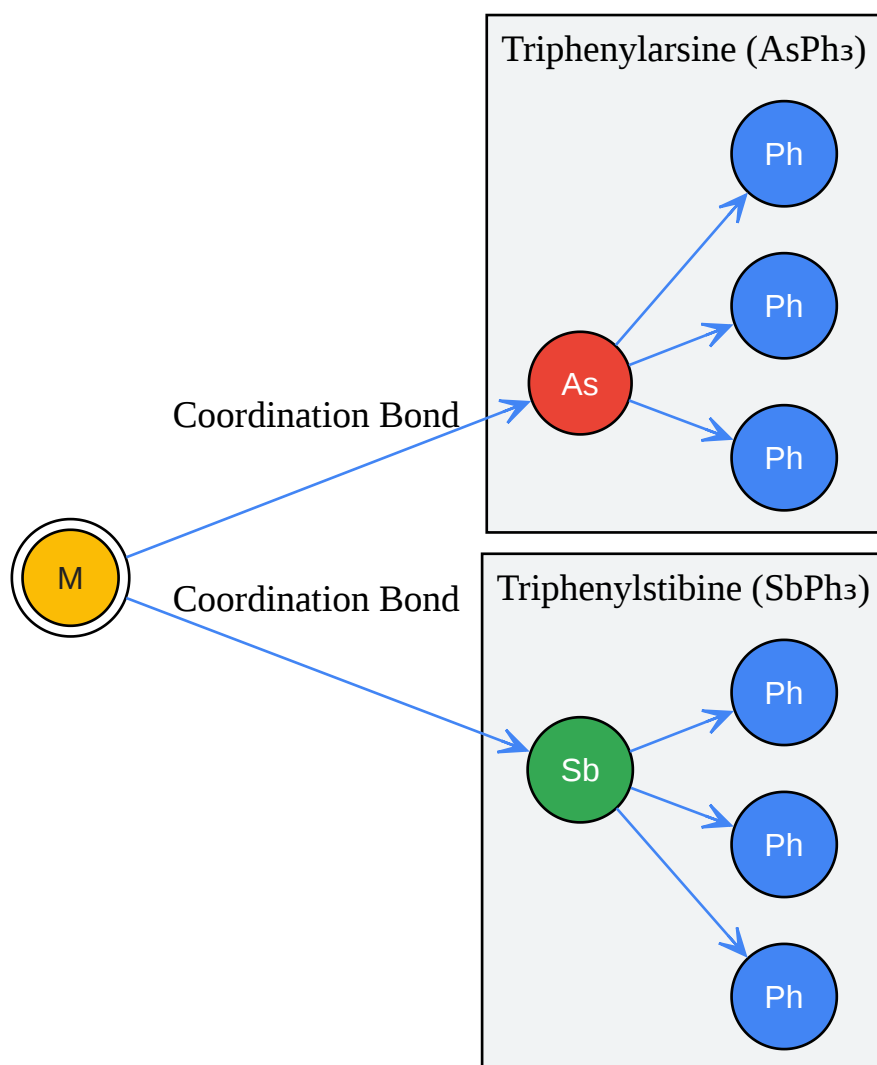 Triphenylarsine (AsPh₃)
Ph
Ph
As
Coordination Bond
Ph
M
Coordination Bond
Triphenylstibine (SbPh₃)
Ph
Sb
Ph
Ph